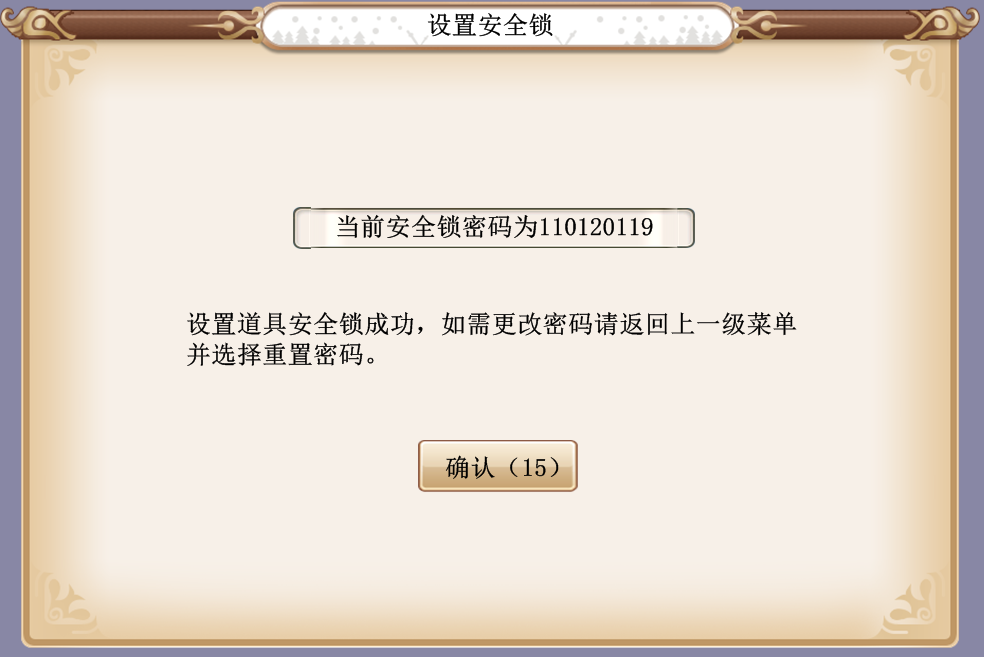 设置安全锁
当前安全锁密码为110120119
设置道具安全锁成功，如需更改密码请返回上一级菜单
并选择重置密码。
确认（15）